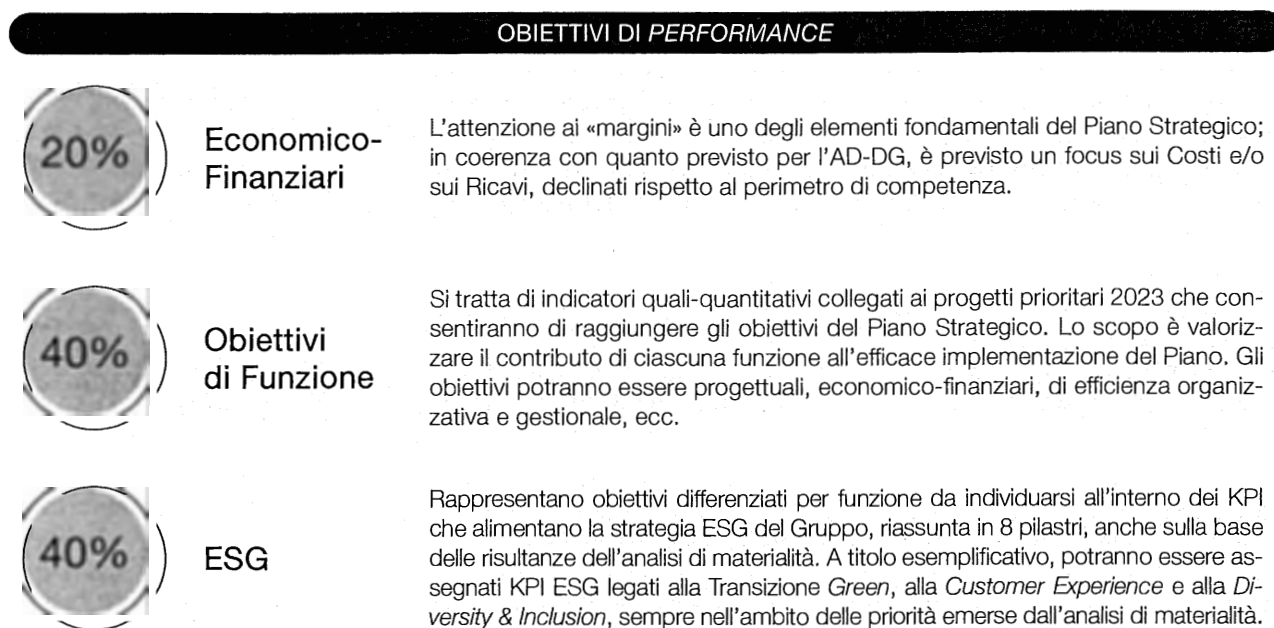 OBIETTIVI DI PERFORMANCE
20%
Economico-
Finanziari
L'attenzione ai «margini» è uno degli elementi fondamentali del Piano Strategico;
in coerenza con quanto previsto per l'AD-DG, è previsto un focus sui Costi e/o
sui Ricavi, declinati rispetto al perimetro di competenza.
40%
Obiettivi
di Funzione
Si tratta di indicatori quali-quantitativi collegati ai progetti prioritari 2023 che con-
sentiranno di raggiungere gli obiettivi del Piano Strategico. Lo scopo è valoriz-
zare il contributo di ciascuna funzione all'efficace implementazione del Piano. Gli
obiettivi potranno essere progettuali, economico-finanziari, di efficienza organiz-
zativa e gestionale, ecc.
40%
ESG
Rappresentano obiettivi differenziati per funzione da individuarsi all'interno dei KPI
che alimentano la strategia ESG del Gruppo, riassunta in 8 pilastri, anche sulla base
delle risultanze dell'analisi di materialità. A titolo esemplificativo, potranno essere as-
segnati KPI ESG legati alla Transizione Green, alla Customer Experience e alla Di-
versity & Inclusion, sempre nell'ambito delle priorità emerse dall'analisi di materialità.